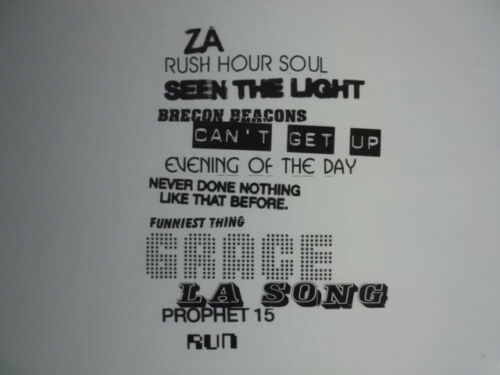 ZA
RUSH HOUR SOUL
SEEN THE LIGHT
BRECON BEACONS
CAN'T GET UP
EVENING OF THE DAY
NEVER DONE NOTHING
LIKE THAT BEFORE.
FUNNIEST THING
GRACE
LA SONG
PROPHET 15
RUN